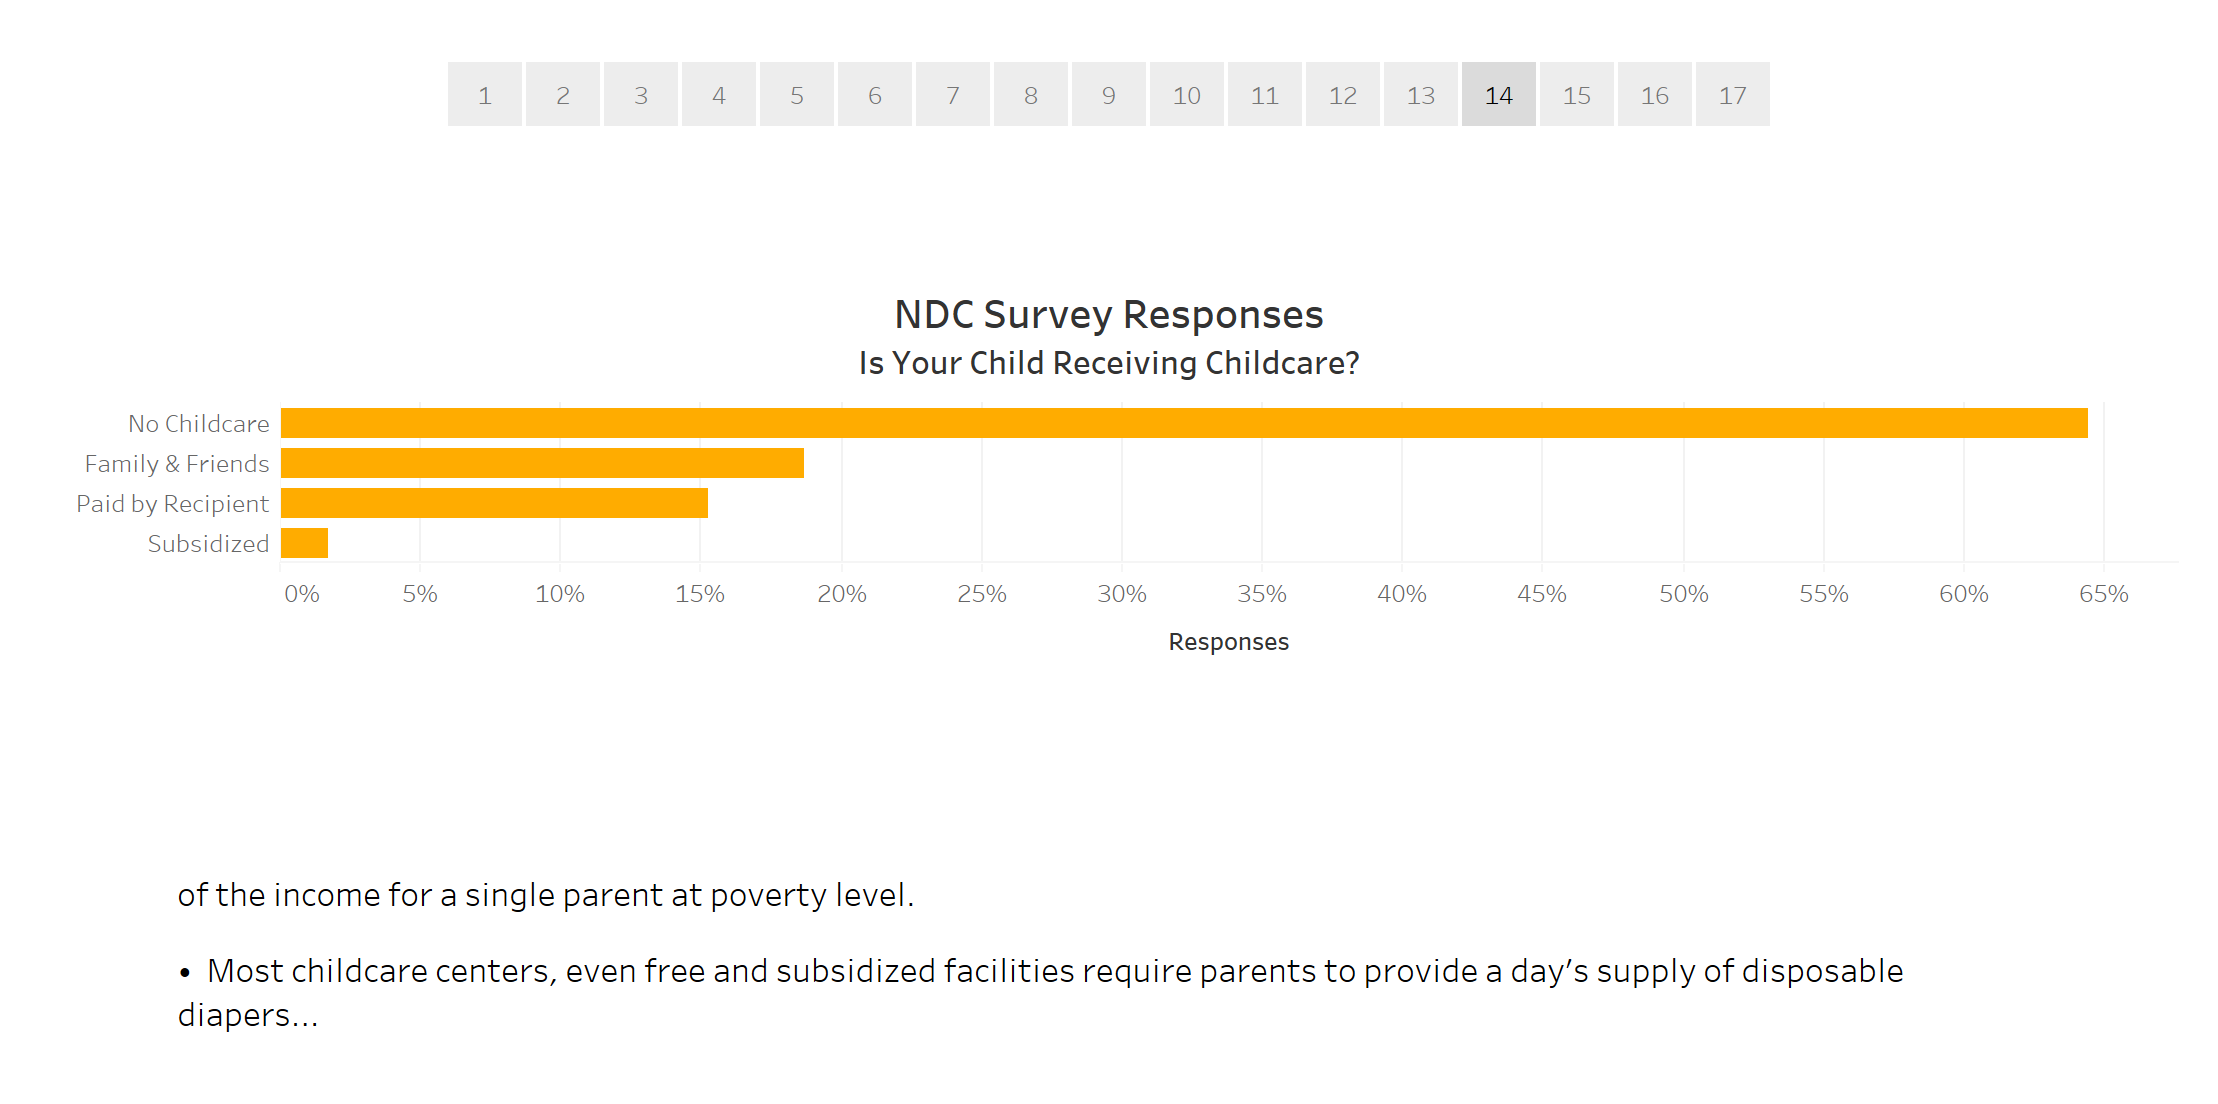 1 2 3 4 5 6 7 8 9 10 11 12 13 14 15 16 17
NDC Survey Responses
Is Your Child Receiving Childcare?
No Childcare
Family & Friends
Paid by Recipient
Subsidized
0% 5% 10% 15% 20% 25% 30% 35% 40% 45% 50% 55% 60% 65%
Responses
of the income for a single parent at poverty level.
• Most childcare centers, even free and subsidized facilities require parents to provide a day’s supply of disposable
diapers...